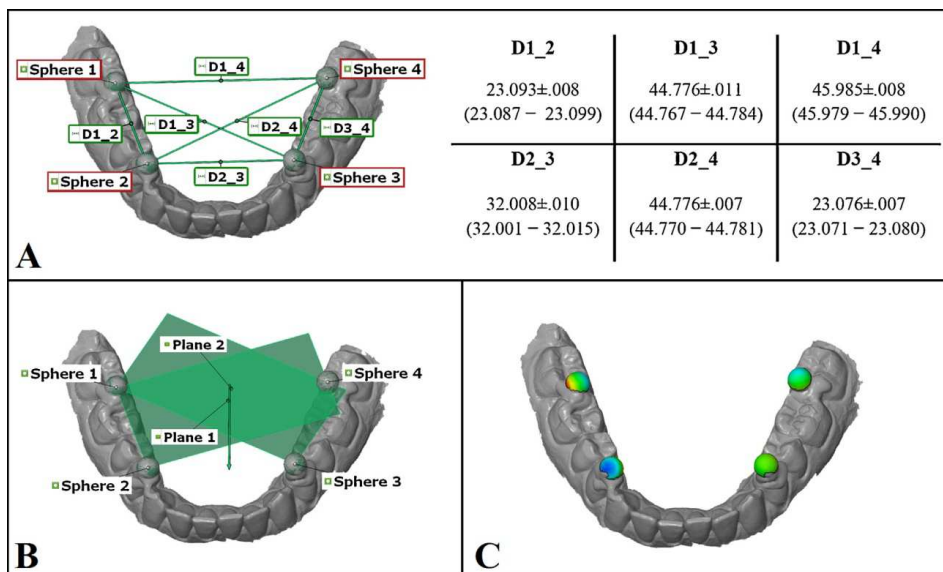 D1_4
Sphere 1
Sphere 4
D1_2
D1_3
D2_4
D3_4
Sphere 2
D2_3
Sphere 3
A
D1_2 D1_3 D1_4
23.093±.008 44.776±.011 45.985±.008
(23.087 – 23.099) (44.767 – 44.784) (45.979 – 45.990)
D2_3 D2_4 D3_4
32.008±.010 44.776±.007 23.076±.007
(32.001 – 32.015) (44.770 – 44.781) (23.071 – 23.080)
Plane 2
Sphere 1
Sphere 4
Plane 1
Sphere 2
Sphere 3
B
C